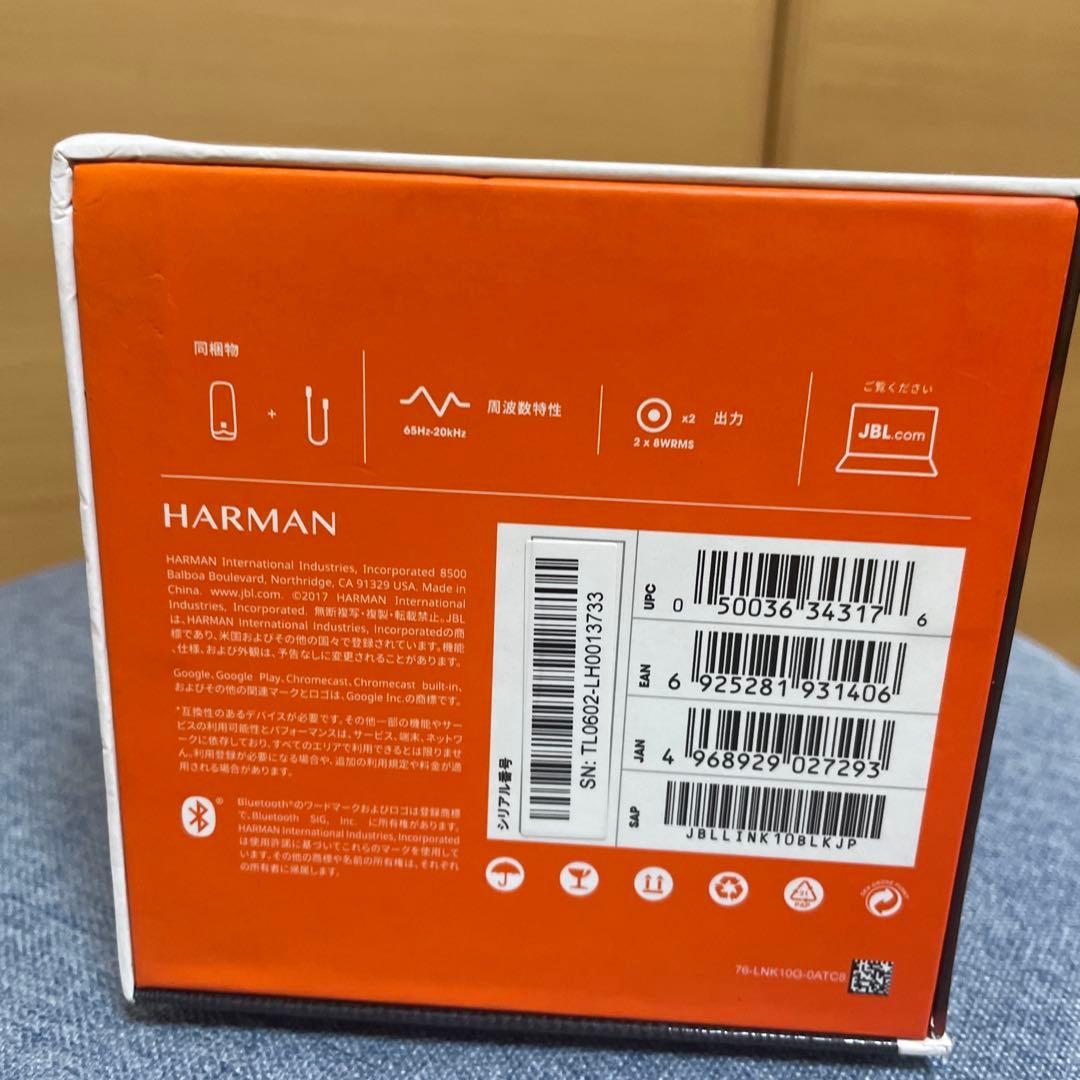 同梱物
+
65Hz-20kHz
周波数特性
x2
出力
2 x 8WRMS
ご覧ください
JBL.com
HARMAN
HARMAN International Industries, Incorporated 8500
Balboa Boulevard, Northridge, CA 91329 USA. Made in
China. www.jbl.com. ©2017 HARMAN International
Industries, Incorporated. 無断複写・複製・転載禁止。JBL
は、HARMAN International Industries, Incorporatedの商
標であり、米国およびその他の国々で登録されています。機能
、仕様、および外観は、予告なしに変更されることがあります。
Google、Google Play、Chromecast、Chromecast built-in、
およびその他の関連マークとロゴは、Google Inc.の商標です。
*互換性のあるデバイスが必要です。その他一部の機能やサー
ビスの利用可能性とパフォーマンスは、サービス、端末、ネットワ
ークに依存しており、すべてのエリアで利用できるとは限りませ
ん。利用登録が必要になる場合や、追加の利用規定や料金が適
用される場合があります。
Bluetooth®のワードマークおよびロゴは登録商標
で、Bluetooth SIG, Inc. に所有権があります。
HARMAN International Industries, Incorporated
は使用許諾に基づいてこれらのマークを使用して
います。その他の商標や名前の所有権は、それぞれ
の所有者に帰属します。
シリアル番号
SN: TL0602-LH0013733
UPC
0 50036 34317 6
EAN
6 925281 931406
JAN
4 968929 027293
SAP
JBLLINK10BLKJP
21
PAP
76-LNK10G-0ATC8